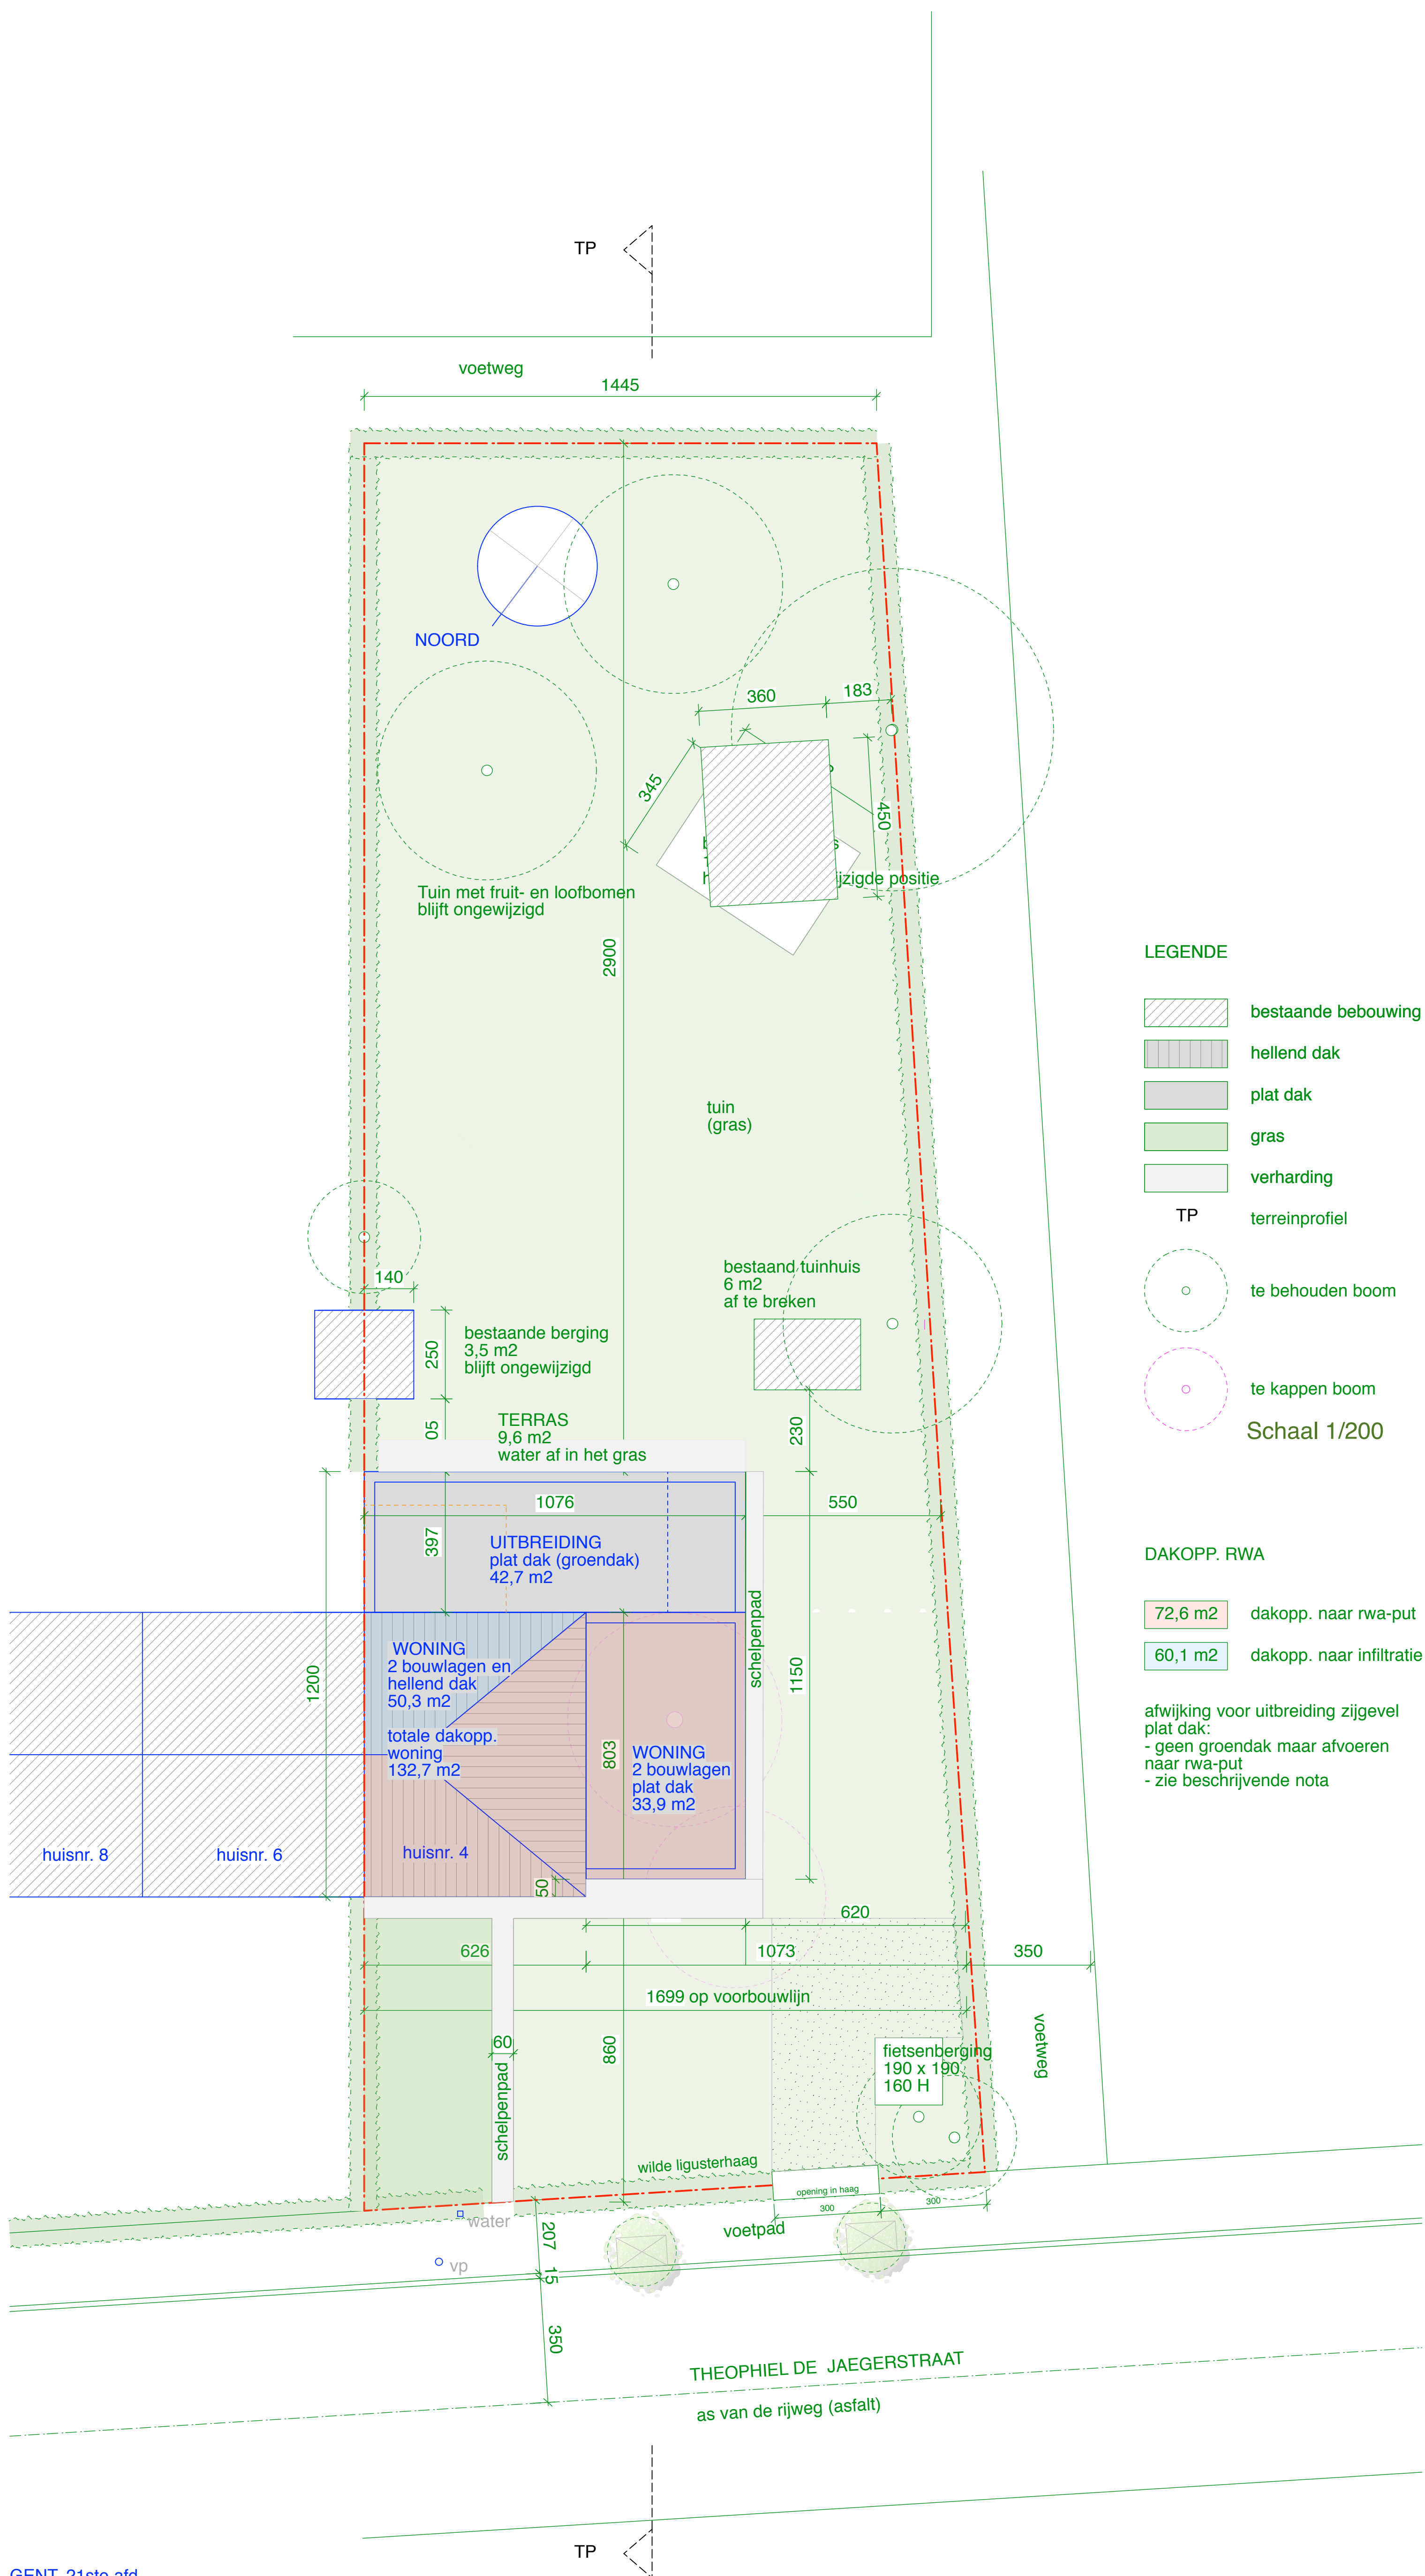 TP
voetweg
1445
NOORD
360
183
345
450
jzigde positie
Tuin met fruit- en loofbomen
blijft ongewijzigd
2900
LEGENDE
bestaande bebouwing
hellend dak
plat dak
gras
verharding
TP
terreinprofiel
te behouden boom
te kappen boom
Schaal 1/200
tuin
(gras)
140
250
bestaande berging
3,5 m2
blijft ongewijzigd
bestaand tuinhuis
6 m2
af te breken
05
TERRAS
9,6 m2
water af in het gras
230
1076
550
397
UITBREIDING
plat dak (groendak)
42,7 m2
DAKOPP. RWA
72,6 m2
dakopp. naar rwa-put
60,1 m2
dakopp. naar infiltratie
afwijking voor uitbreiding zijgevel
plat dak:
- geen groendak maar afvoeren
naar rwa-put
- zie beschrijvende nota
schelpenpad
1200
1150
WONING
2 bouwlagen en
hellend dak
50,3 m2
totale dakopp.
woning
132,7 m2
803
WONING
2 bouwlagen
plat dak
33,9 m2
huisnr. 8
huisnr. 6
huisnr. 4
50
620
626
1073
350
1699 op voorbouwlijn
60
860
schelpenpad
fietsenberging
190 x 190
160 H
voetweg
wilde ligusterhaag
opening in haag
300
300
water
vp
207
15
voetpad
350
THEOPHIEL DE JAEGERSTRAAT
as van de rijweg (asfalt)
TP
GENT, 21ste afd